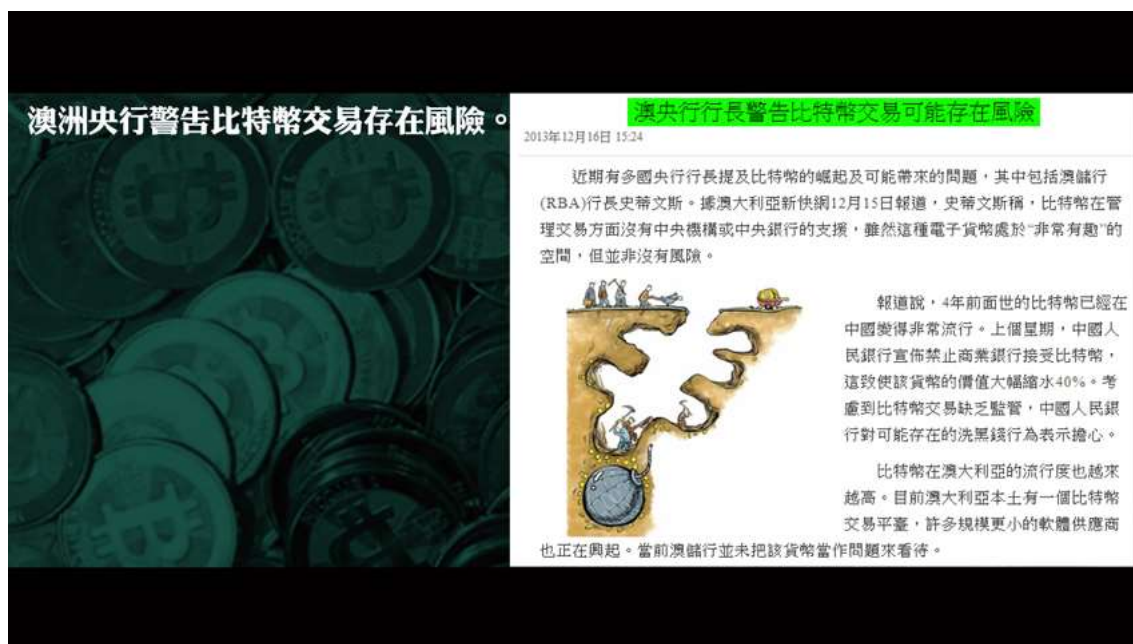 澳洲央行警告比特幣交易存在風險。
澳央行行長警告比特幣交易可能存在風險
2013年12月16日 15:24
近期有多國央行行長提及比特幣的崛起及可能帶來的問題，其中包括澳儲行
(RBA)行長史蒂文斯。據澳大利亞新快網12月15日報道，史蒂文斯稱，比特幣在管
理交易方面沒有中央機構或中央銀行的支援，雖然這種電子貨幣處於“非常有趣”的
空間，但並非沒有風險。
報道說，4年前面世的比特幣已經在
中國變得非常流行。上個星期，中國人
民銀行宣佈禁止商業銀行接受比特幣，
這致使該貨幣的價值大幅縮水40%。考
慮到比特幣交易缺乏監管，中國人民銀
行對可能存在的洗黑錢行為表示擔心。
比特幣在澳大利亞的流行度也越來
越高。目前澳大利亞本土有一個比特幣
交易平臺，許多規模更小的軟體供應商
也正在興起。當前澳儲行並未把該貨幣當作問題來看待。